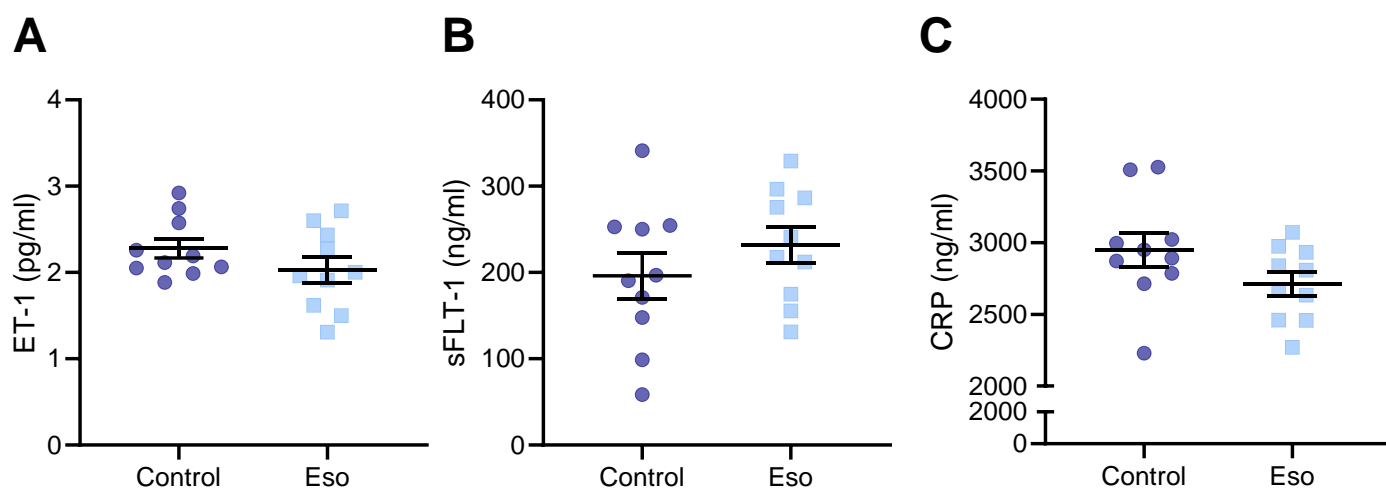 A
ET-1 (pg/ml)
4
3
2
1
0
Control
Eso
B
sFLT-1 (ng/ml)
400
300
200
100
0
Control
Eso
C
CRP (ng/ml)
4000
3500
3000
2500
2000
2000
0
Control
Eso